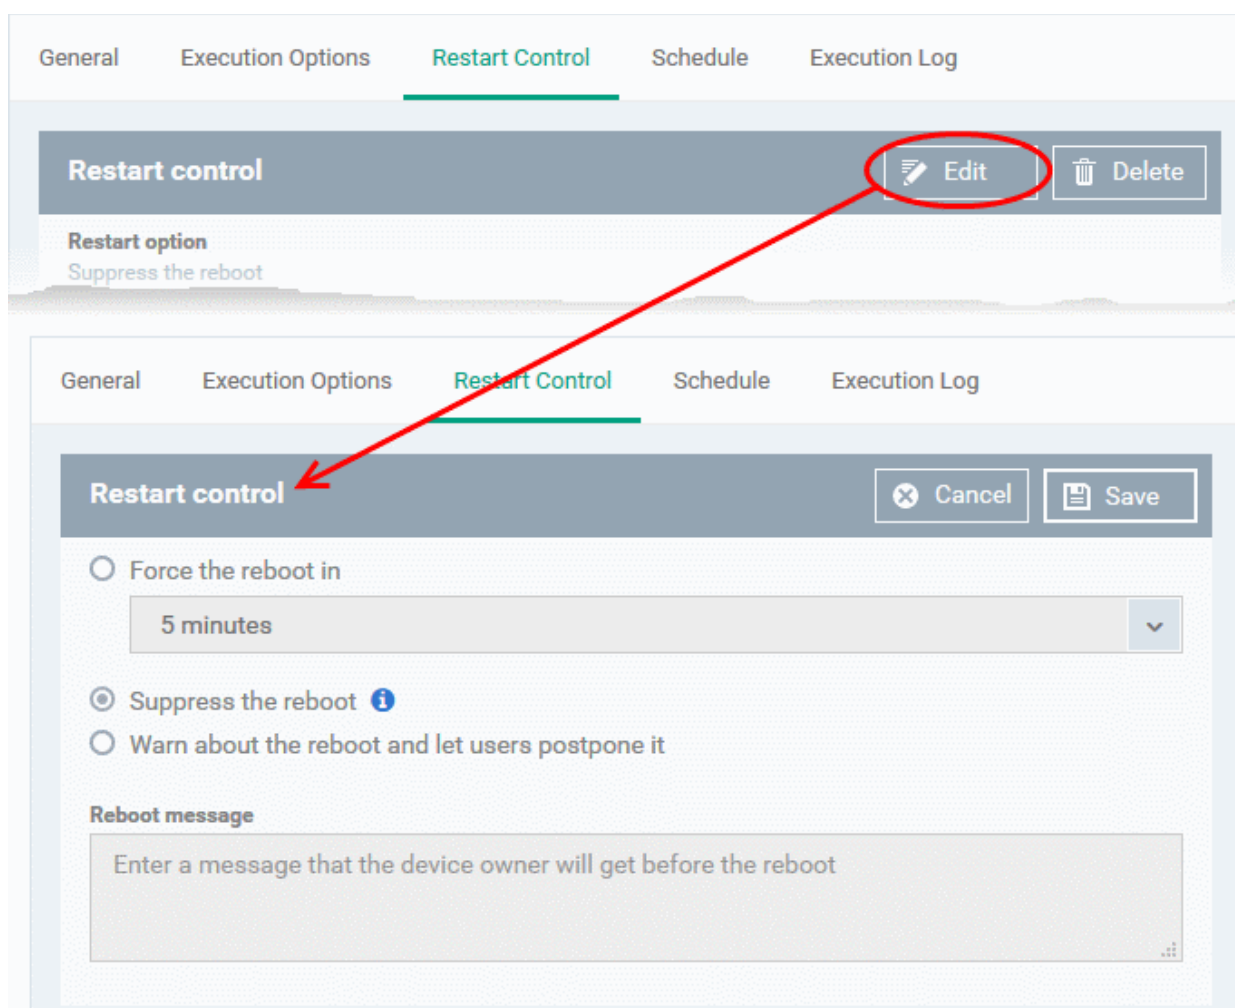 General Execution Options Restart Control Schedule Execution Log
Restart control Edit Delete
Restart option
Suppress the reboot
General Execution Options Restart Control Schedule Execution Log
Restart control Cancel Save
Force the reboot in
5 minutes
Suppress the reboot
Warn about the reboot and let users postpone it
Reboot message
Enter a message that the device owner will get before the reboot